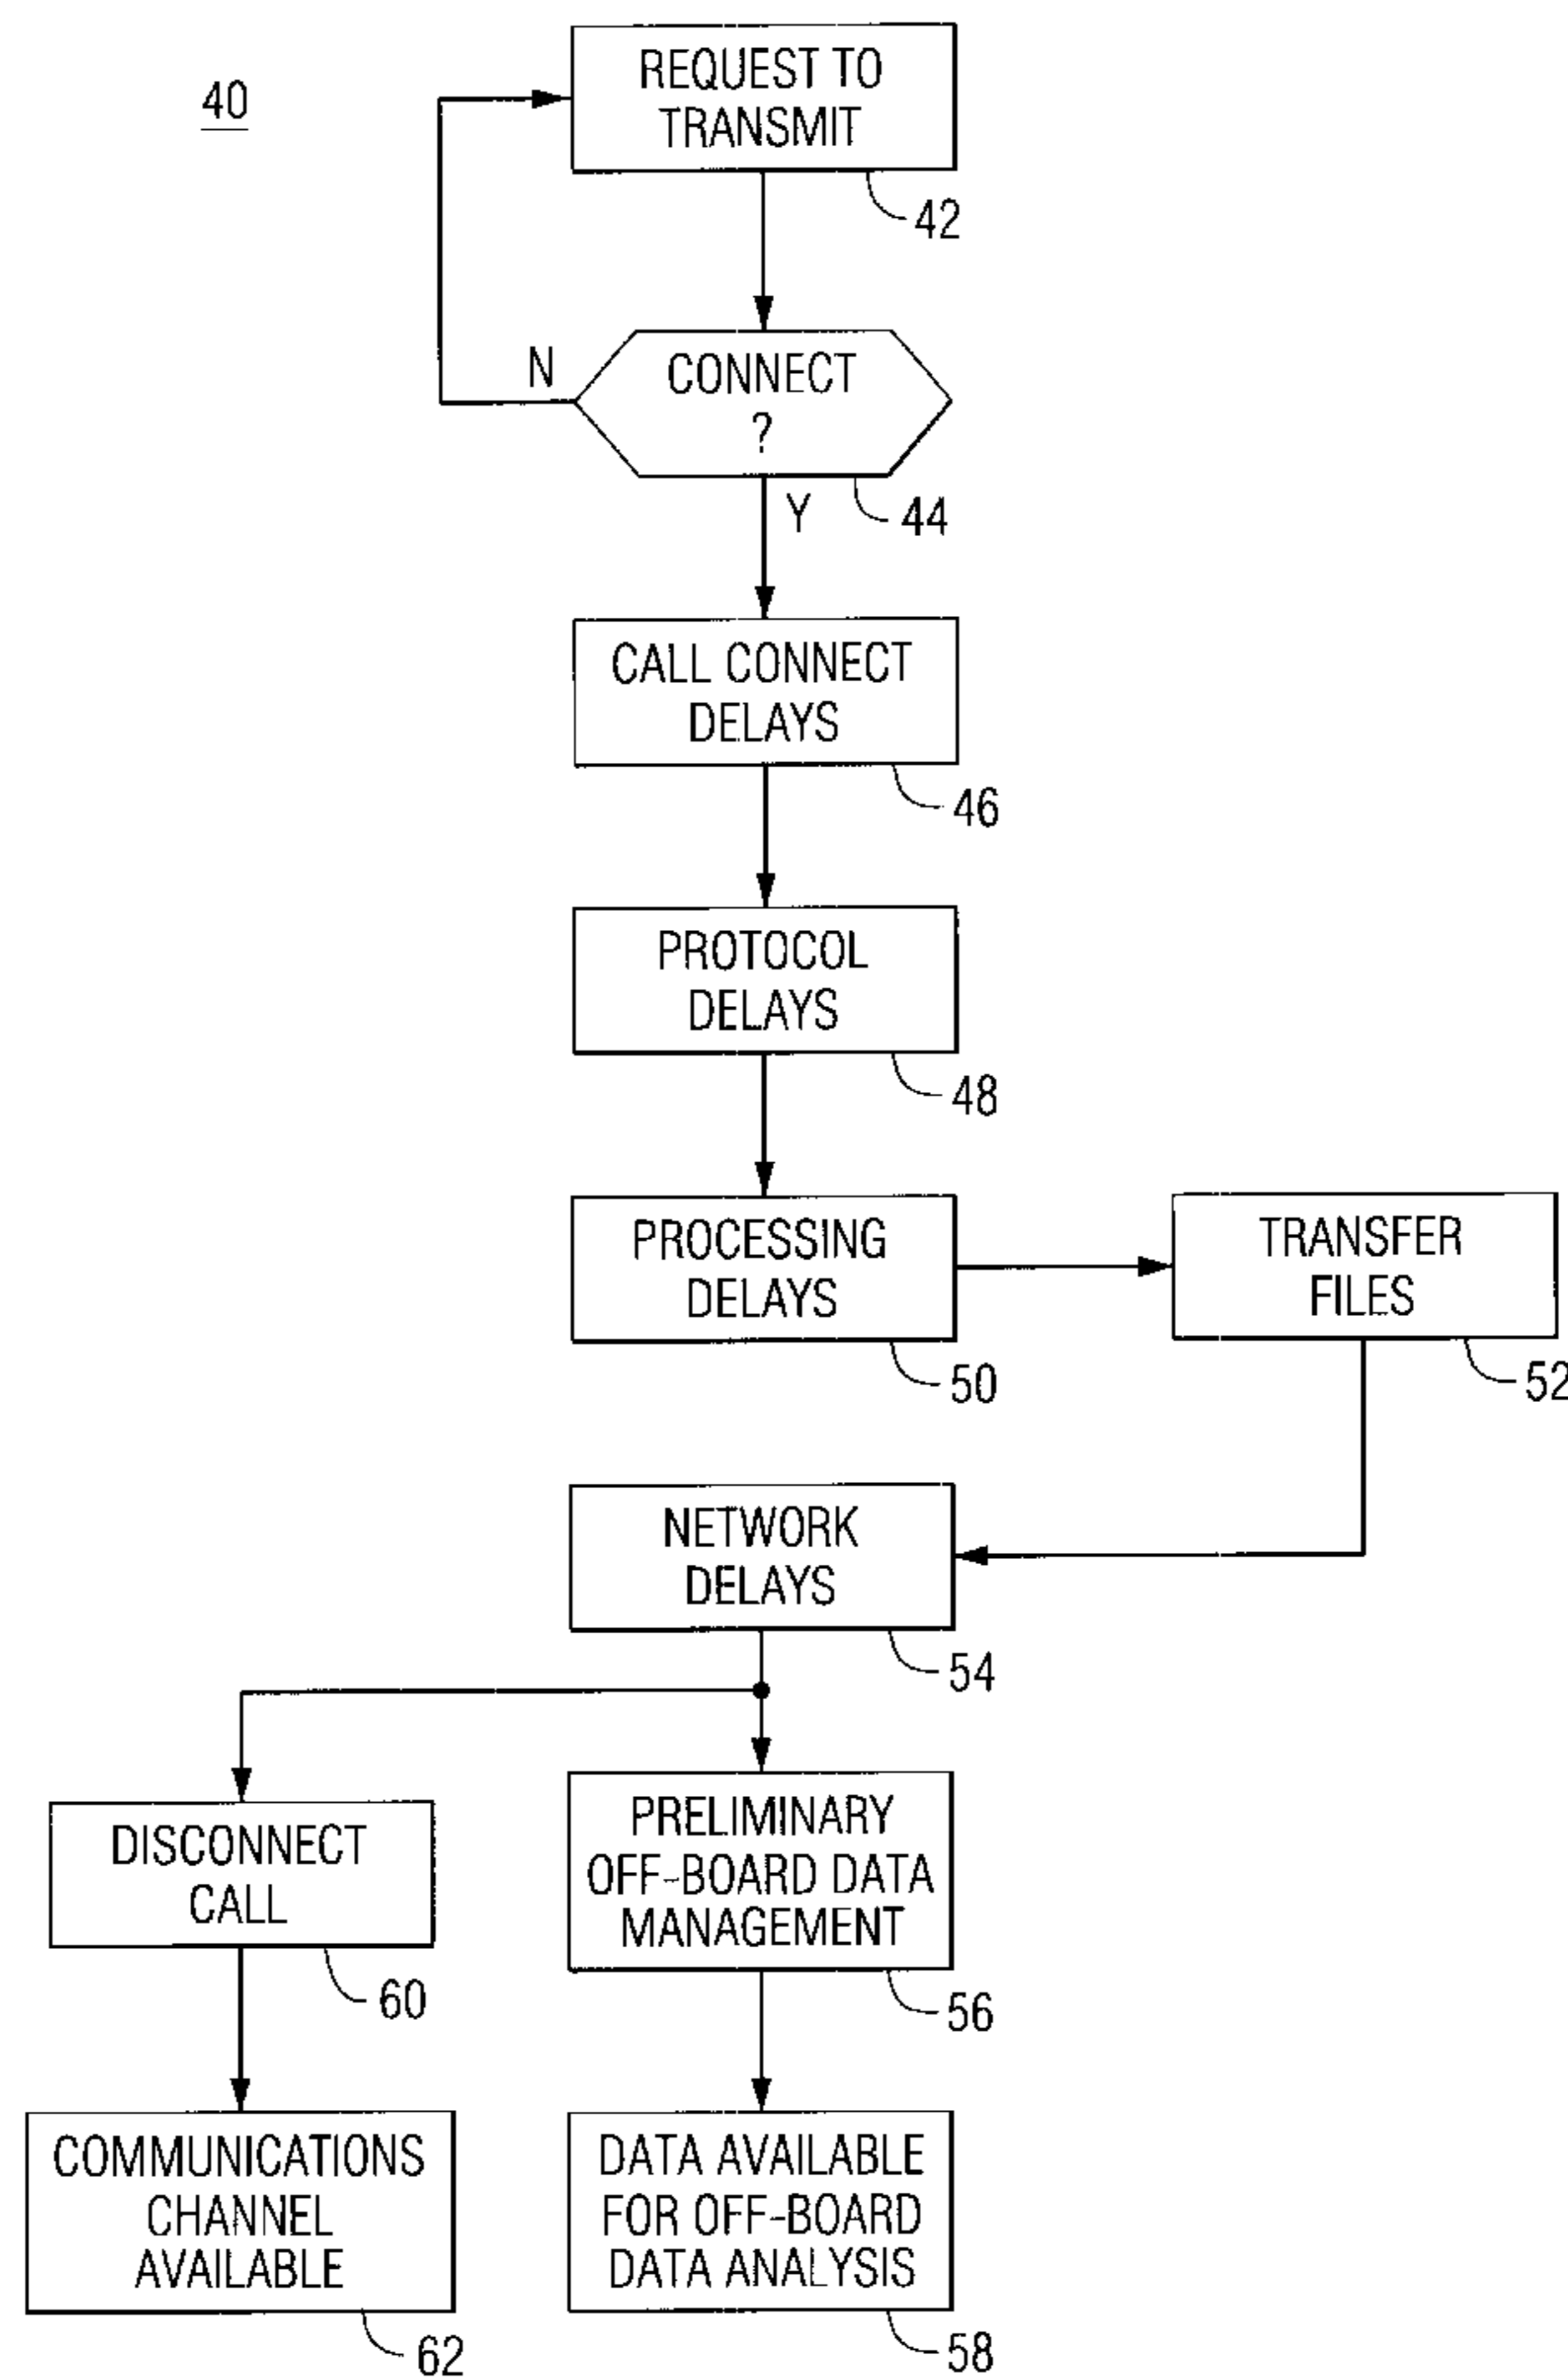 40
REQUEST TO
TRANSMIT
42
CONNECT
?
N
Y
44
CALL CONNECT
DELAYS
46
PROTOCOL
DELAYS
48
PROCESSING
DELAYS
50
TRANSFER
FILES
52
NETWORK
DELAYS
54
DISCONNECT
CALL
60
PRELIMINARY
OFF-BOARD DATA
MANAGEMENT
56
COMMUNICATIONS
CHANNEL
AVAILABLE
62
DATA AVAILABLE
FOR OFF-BOARD
DATA ANALYSIS
58